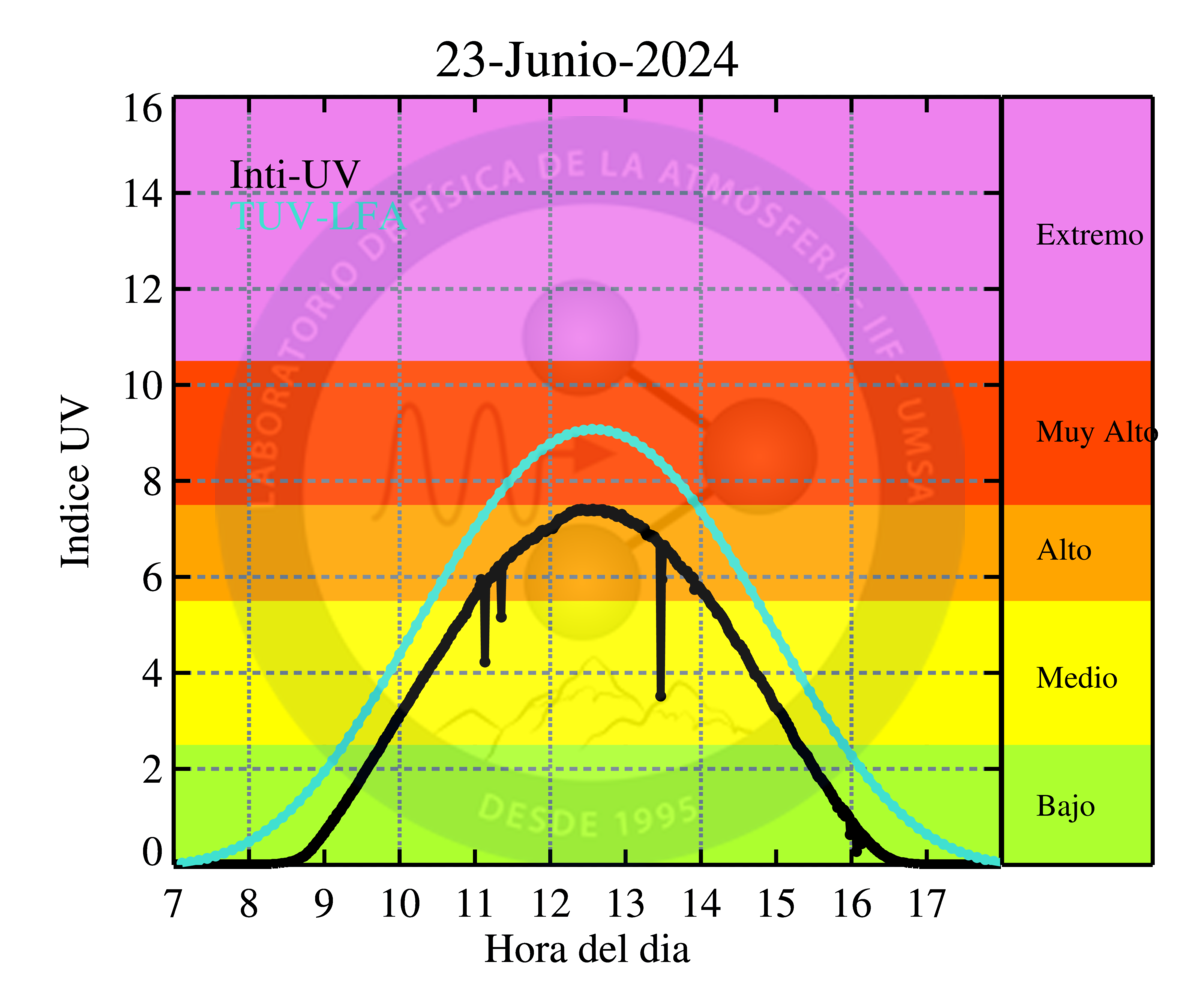 23-Junio-2024
16
14
12
10
8
6
4
2
0
Indice UV
Inti-UV
TUV-LFA
LABORATORIO DE FÍSICA DE LA ATMÓSFERA - IIF - UMSA
DESDE 1995
Extremo
Muy Alto
Alto
Medio
Bajo
7 8 9 10 11 12 13 14 15 16 17
Hora del dia